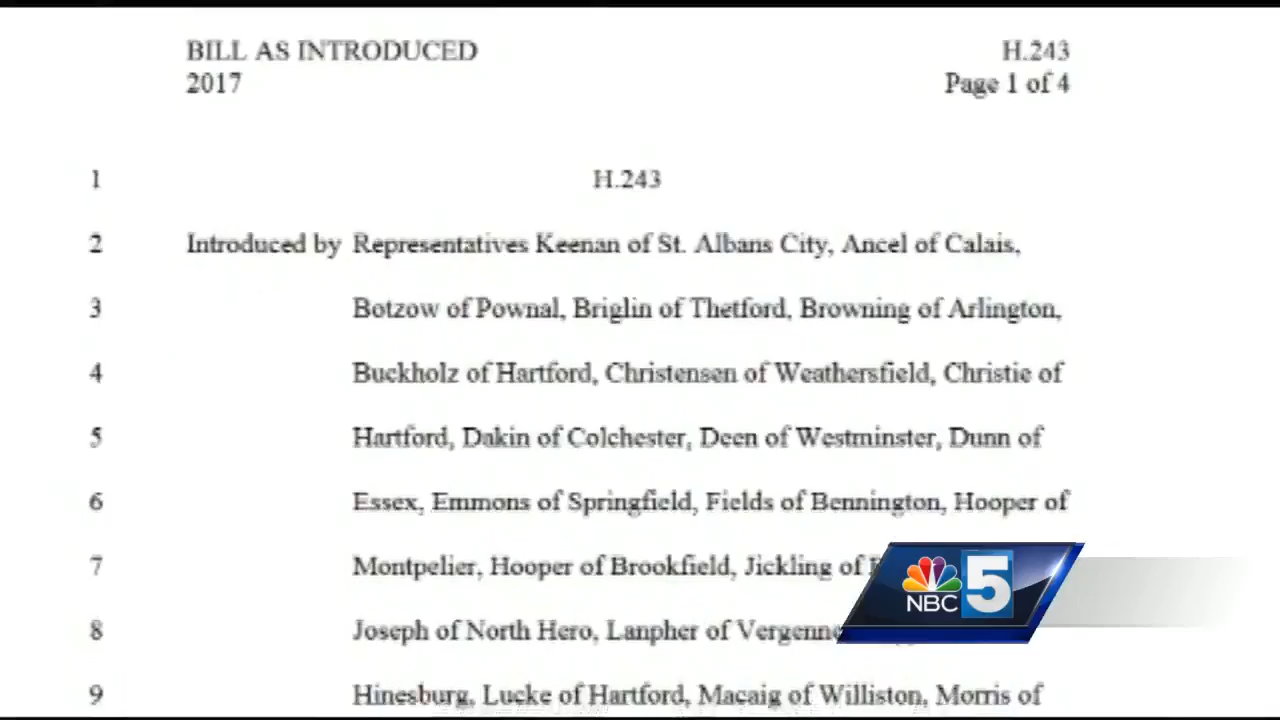 BILL AS INTRODUCED H.243
2017 Page 1 of 4
1 H.243
2 Introduced by Representatives Keenan of St. Albans City, Ancel of Calais,
3 Botzow of Pownal, Briglin of Thetford, Browning of Arlington,
4 Buckholz of Hartford, Christensen of Weathersfield, Christie of
5 Hartford, Dakin of Colchester, Deen of Westminster, Dunn of
6 Essex, Emmons of Springfield, Fields of Bennington, Hooper of
7 Montpelier, Hooper of Brookfield, Jickling of
8 Joseph of North Hero, Lanpher of
9 Hinesburg, Lucke of Hartford, Macaig of Williston, Morris of
NBC 5